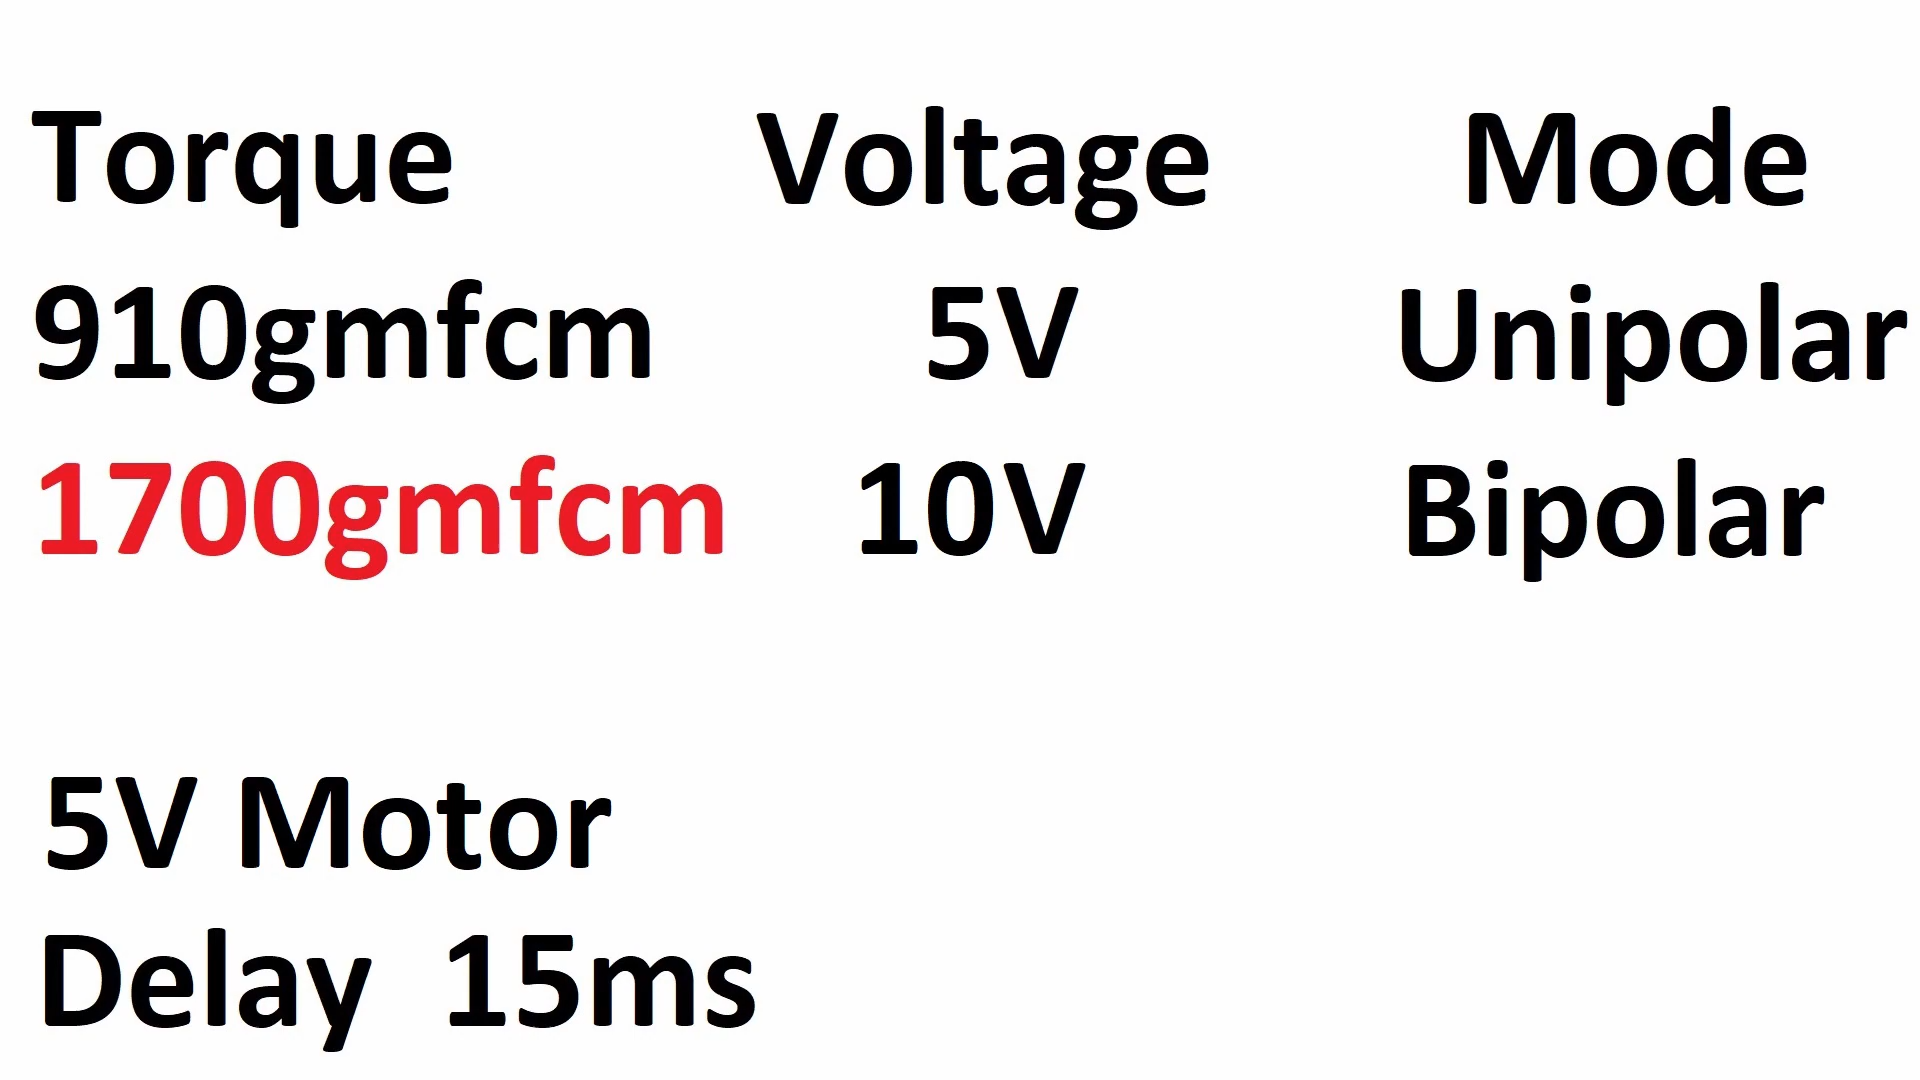 Torque Voltage Mode
910gmfcm 5V Unipolar
1700gmfcm 10V Bipolar
5V Motor
Delay 15ms